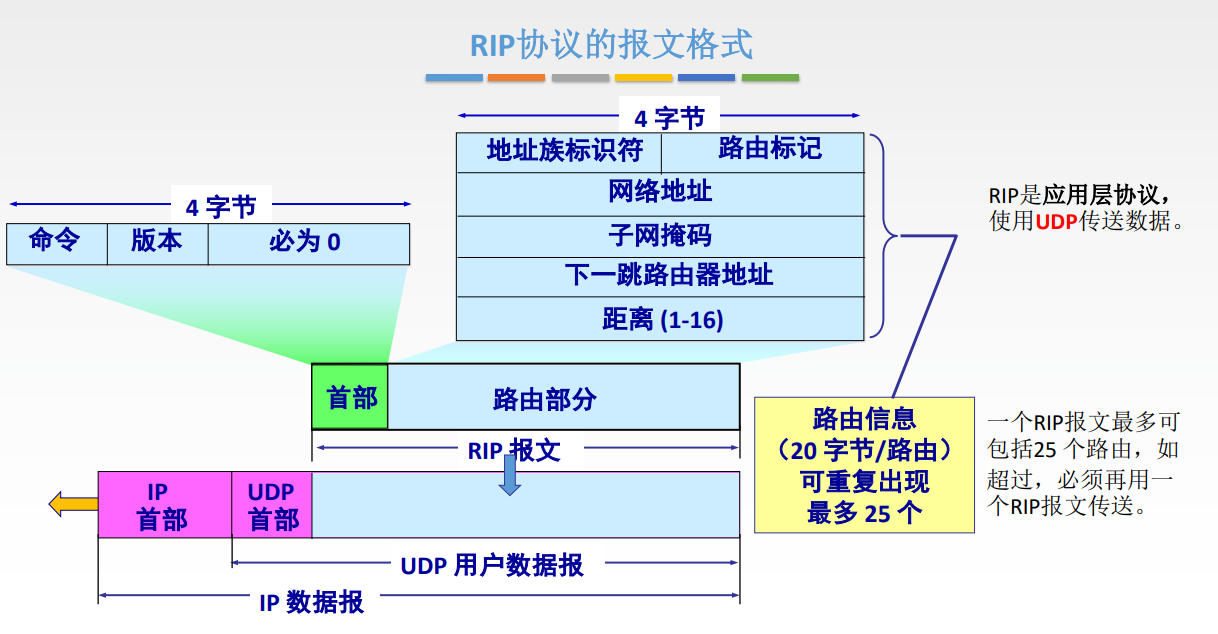 RIP协议的报文格式
4 字节
地址族标识符 路由标记
网络地址
子网掩码
下一跳路由器地址
距离 (1-16)
RIP是应用层协议，
使用UDP传送数据。
4 字节
命令 版本 必为 0
首部 路由部分
RIP 报文
路由信息
（20 字节/路由）
可重复出现
最多 25 个
一个RIP报文最多可
包括25 个路由，如
超过，必须再用一
个RIP报文传送。
IP
首部
UDP
首部
UDP 用户数据报
IP 数据报